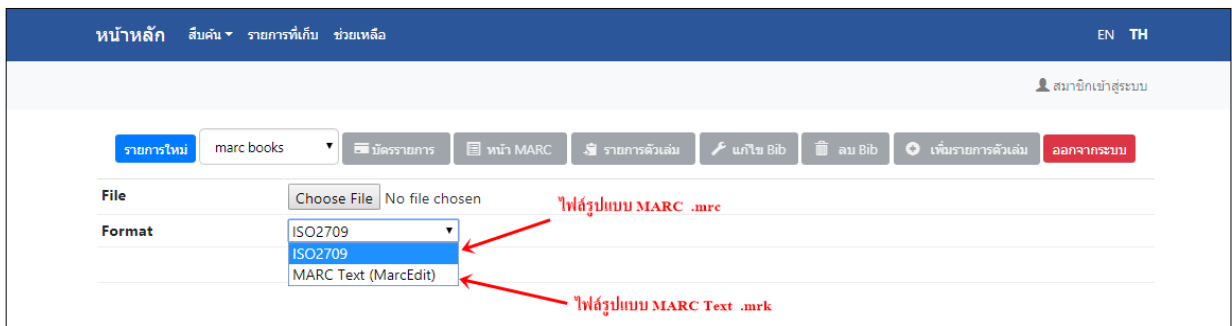 หน้าหลัก สืบค้น รายการที่เก็บ ช่วยเหลือ EN TH
สมาชิกเข้าสู่ระบบ
รายการใหม่ marc books บัตรรายการ หน้า MARC รายการตัวเล่ม แก้ไข Bib ลบ Bib เพิ่มรายการตัวเล่ม ออกจากระบบ
File Choose File No file chosen
ไฟล์รูปแบบ MARC .mrc
Format ISO2709
ISO2709
MARC Text (MarcEdit)
ไฟล์รูปแบบ MARC Text .mrk